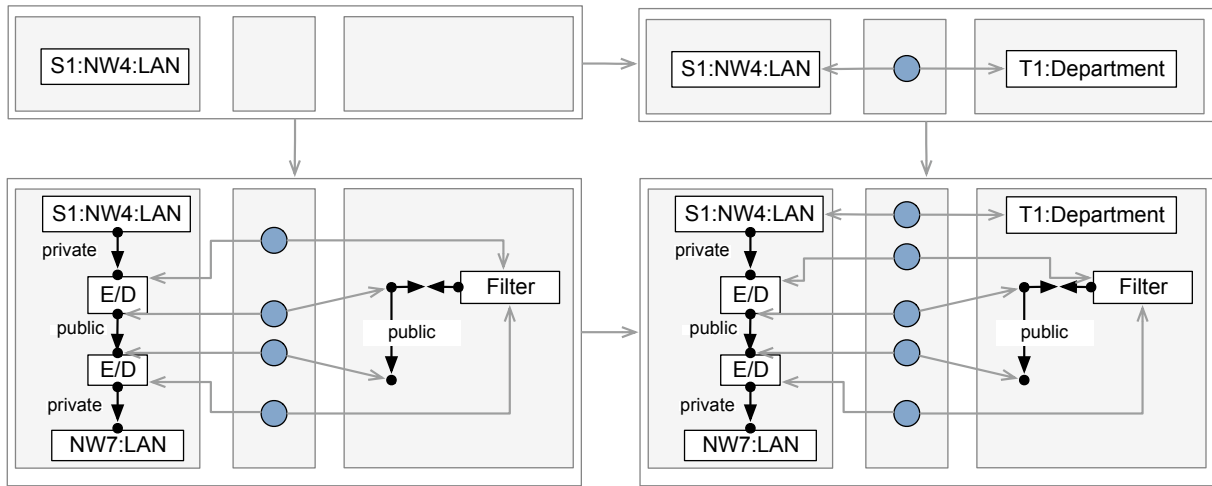 S1:NW4:LAN
S1:NW4:LAN
T1:Department
S1:NW4:LAN
private
E/D
public
E/D
private
NW7:LAN
Filter
public
S1:NW4:LAN
T1:Department
private
E/D
public
E/D
private
NW7:LAN
Filter
public